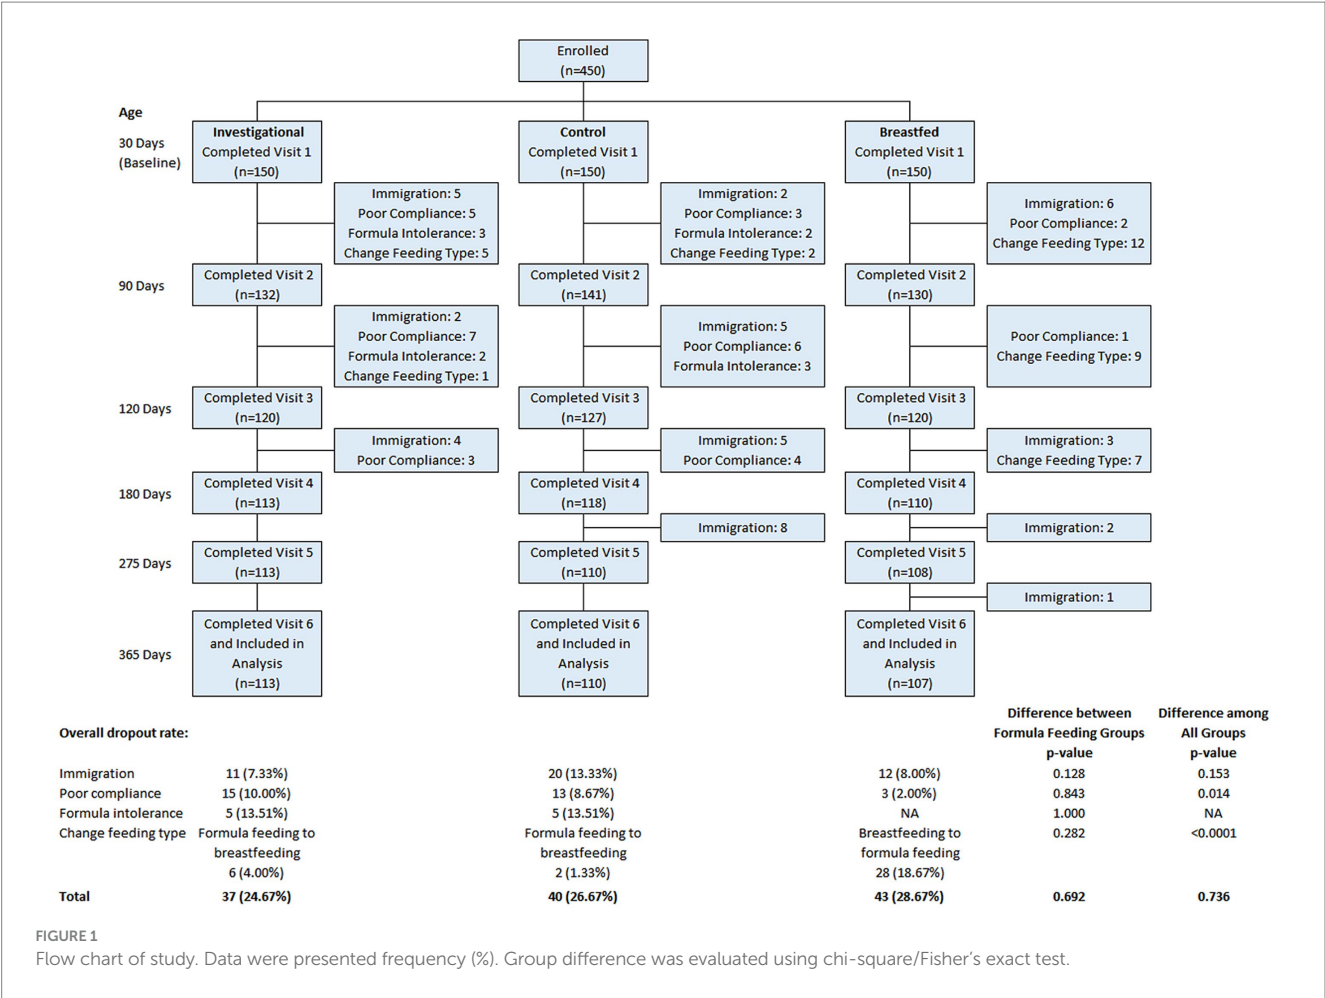 Enrolled
(n=450)
Age
30 Days
(Baseline)
Investigational
Completed Visit 1
(n=150)
Control
Completed Visit 1
(n=150)
Breastfed
Completed Visit 1
(n=150)
Immigration: 5
Poor Compliance: 5
Formula Intolerance: 3
Change Feeding Type: 5
Immigration: 2
Poor Compliance: 3
Formula Intolerance: 2
Change Feeding Type: 2
Immigration: 6
Poor Compliance: 2
Change Feeding Type: 12
90 Days
Completed Visit 2
(n=132)
Completed Visit 2
(n=141)
Completed Visit 2
(n=130)
Immigration: 2
Poor Compliance: 7
Formula Intolerance: 2
Change Feeding Type: 1
Immigration: 5
Poor Compliance: 6
Formula Intolerance: 3
Poor Compliance: 1
Change Feeding Type: 9
120 Days
Completed Visit 3
(n=120)
Completed Visit 3
(n=127)
Completed Visit 3
(n=120)
Immigration: 4
Poor Compliance: 3
Immigration: 5
Poor Compliance: 4
Immigration: 3
Change Feeding Type: 7
180 Days
Completed Visit 4
(n=113)
Completed Visit 4
(n=118)
Completed Visit 4
(n=110)
Immigration: 8
Immigration: 2
275 Days
Completed Visit 5
(n=113)
Completed Visit 5
(n=110)
Completed Visit 5
(n=108)
Immigration: 1
365 Days
Completed Visit 6
and Included in
Analysis
(n=113)
Completed Visit 6
and Included in
Analysis
(n=110)
Completed Visit 6
and Included in
Analysis
(n=107)
Overall dropout rate:
Difference between
Formula Feeding Groups
p-value
Difference among
All Groups
p-value
Immigration 11 (7.33%) 20 (13.33%) 12 (8.00%) 0.128 0.153
Poor compliance 15 (10.00%) 13 (8.67%) 3 (2.00%) 0.843 0.014
Formula intolerance 5 (13.51%) 5 (13.51%) NA 1.000 NA
Change feeding type Formula feeding to Formula feeding to Breastfeeding to 0.282 <0.0001
breastfeeding breastfeeding formula feeding
6 (4.00%) 2 (1.33%) 28 (18.67%)
Total 37 (24.67%) 40 (26.67%) 43 (28.67%) 0.692 0.736
FIGURE 1
Flow chart of study. Data were presented frequency (%). Group difference was evaluated using chi-square/Fisher's exact test.